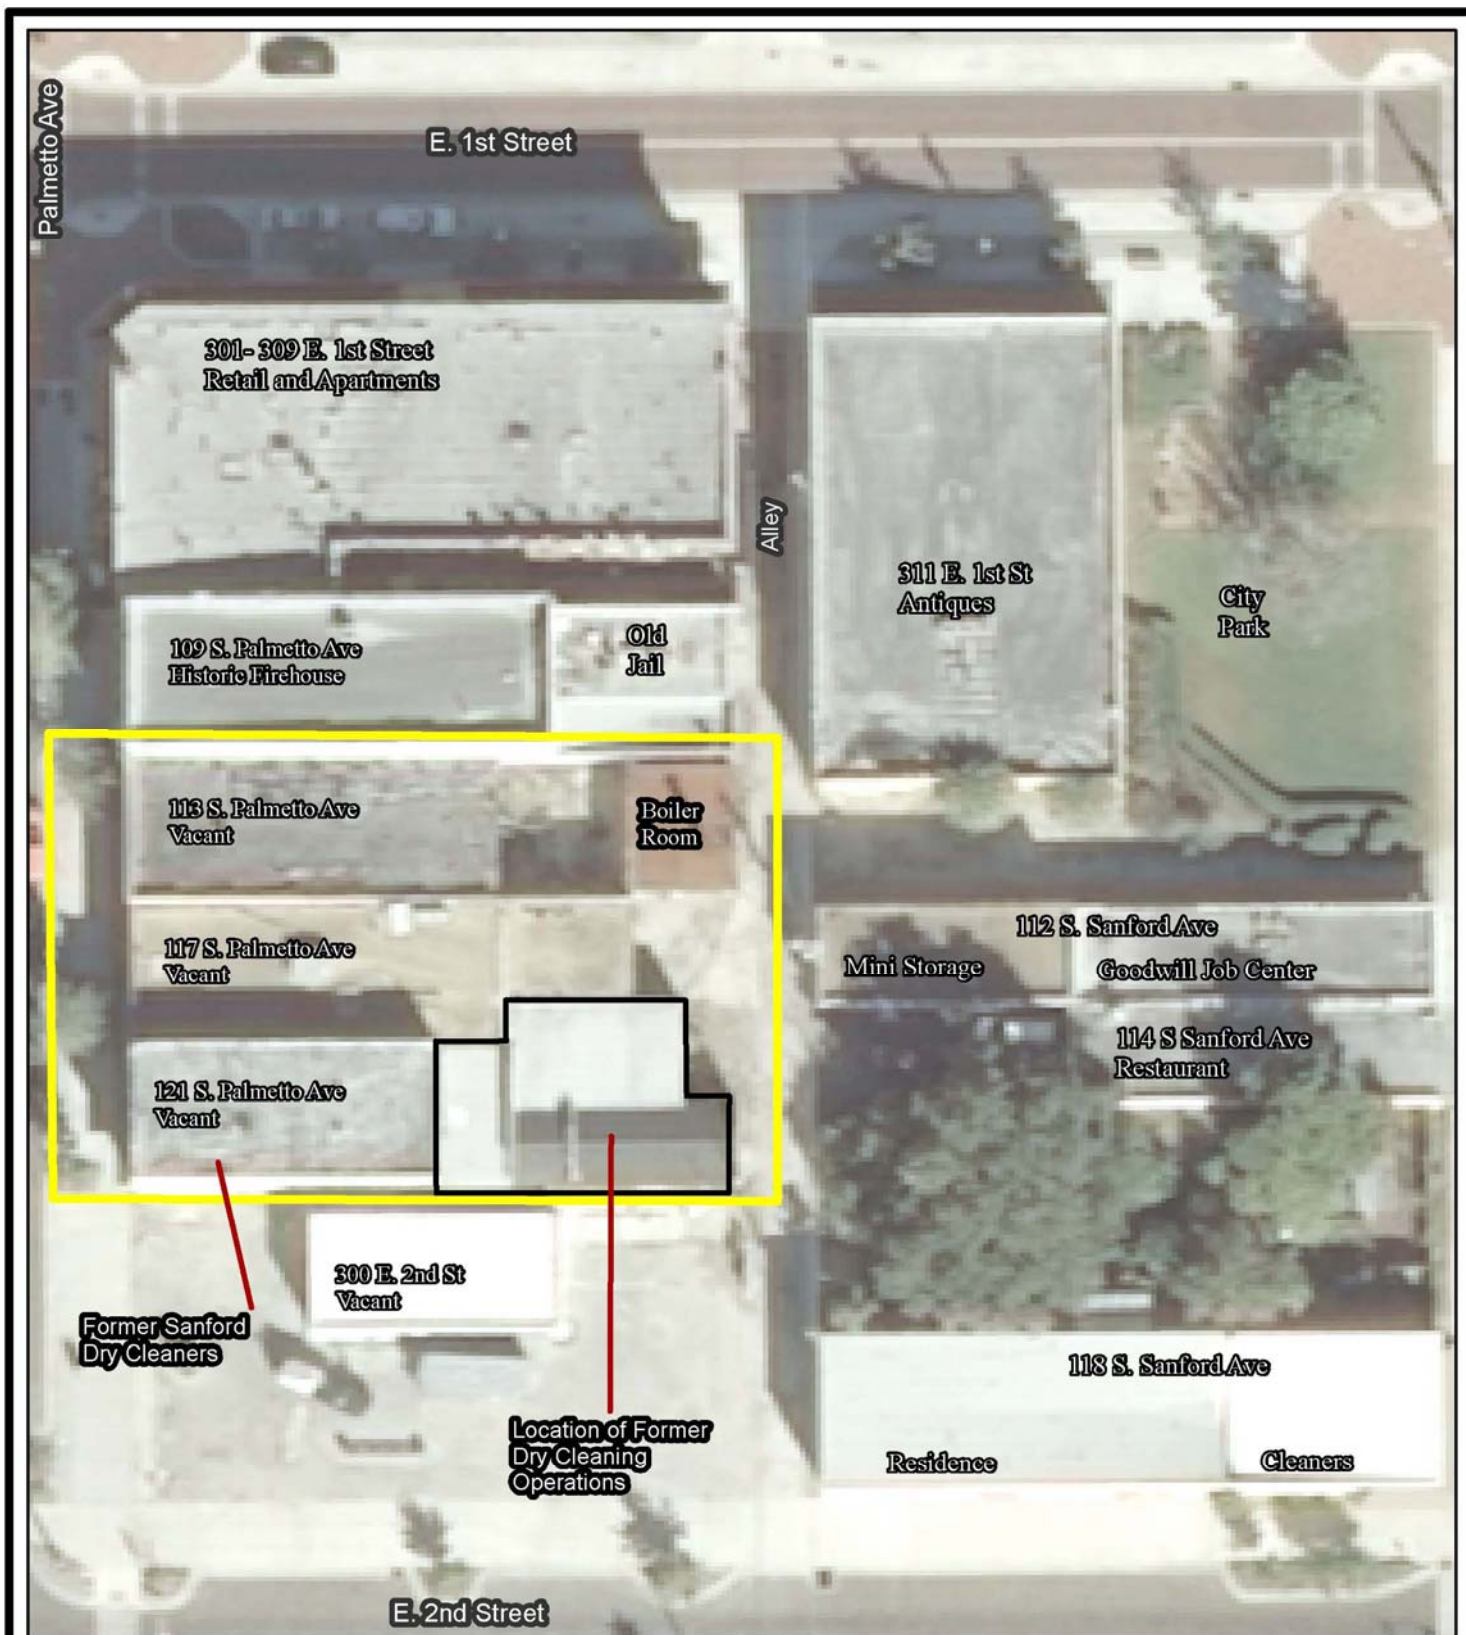 Palmetto Ave
E. 1st Street
301- 309 E. 1st Street
Retail and Apartments
Alley
311 E. 1st St
Antiques
City
Park
109 S. Palmetto Ave
Historic Firehouse
Old
Jail
113 S. Palmetto Ave
Vacant
Boiler
Room
117 S. Palmetto Ave
Vacant
112 S. Sanford Ave
Mini Storage
Goodwill Job Center
114 S Sanford Ave
Restaurant
121 S. Palmetto Ave
Vacant
300 E. 2nd St
Vacant
Former Sanford
Dry Cleaners
118 S. Sanford Ave
Location of Former
Dry Cleaning
Operations
Residence
Cleaners
E. 2nd Street